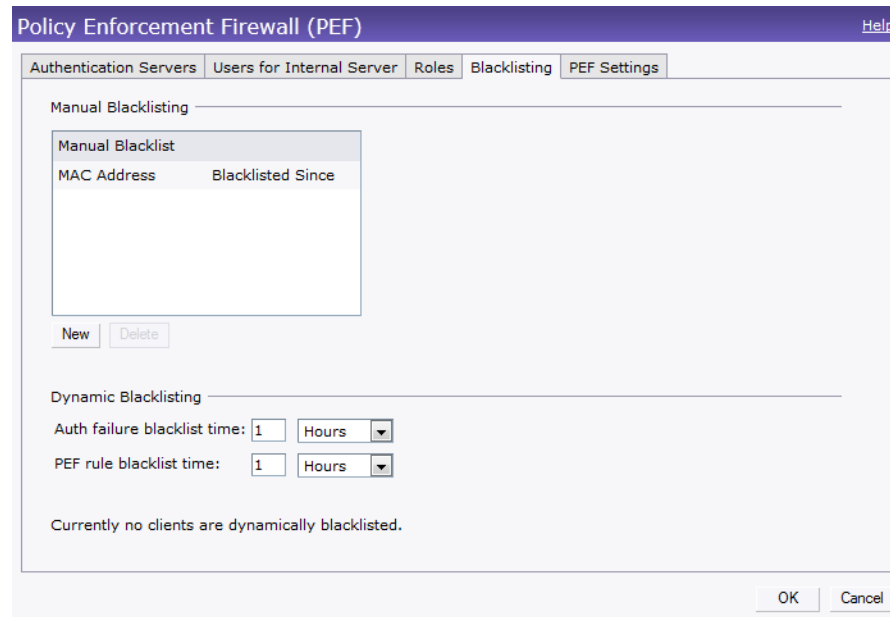 Policy Enforcement Firewall (PEF) Help
Authentication Servers Users for Internal Server Roles Blacklisting PEF Settings
Manual Blacklisting
Manual Blacklist
MAC Address Blacklisted Since
New Delete
Dynamic Blacklisting
Auth failure blacklist time: 1 Hours
PEF rule blacklist time: 1 Hours
Currently no clients are dynamically blacklisted.
OK Cancel